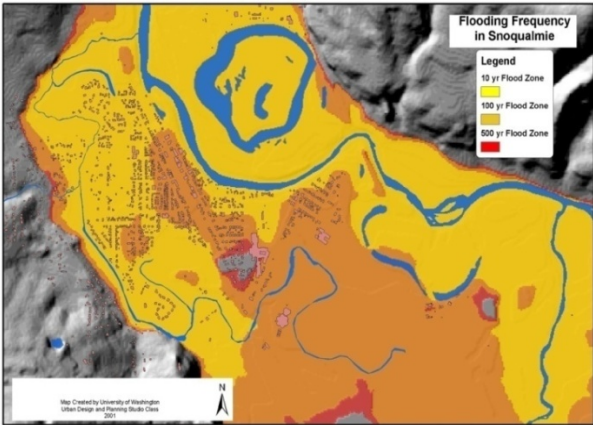 Flooding Frequency
in Snoqualmie
Legend
10 yr Flood Zone
100 yr Flood Zone
500 yr Flood Zone
N
Map Created by University of Washington
Urban Design and Planning Studio Class
2001